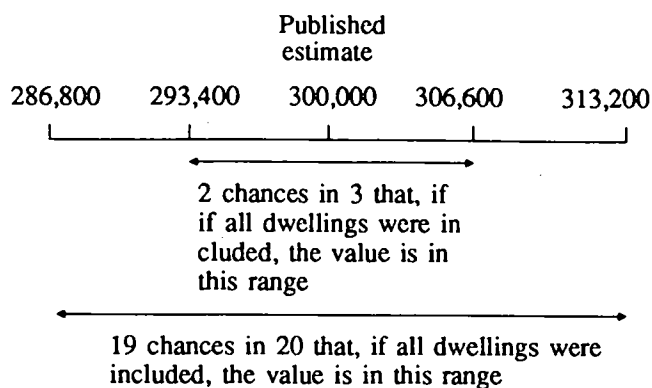 Published
estimate
286,800 293,400 300,000 306,600 313,200
2 chances in 3 that, if
if all dwellings were in
cluded, the value is in
this range
19 chances in 20 that, if all dwellings were
included, the value is in this range